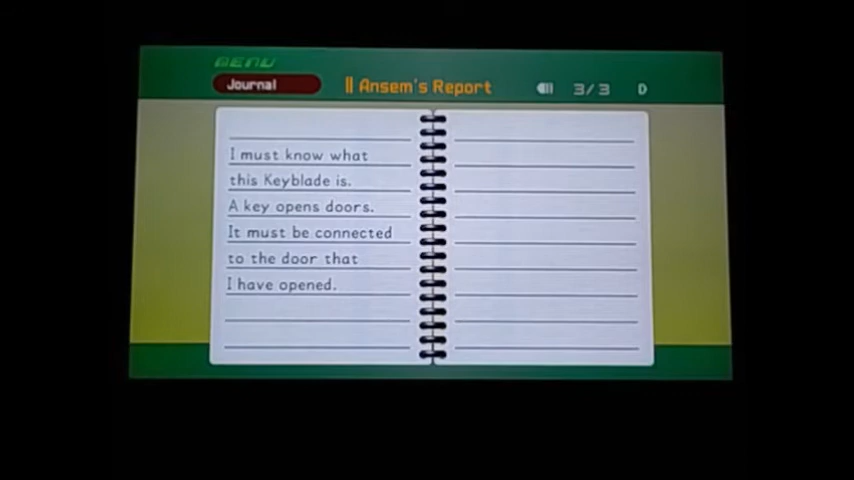 MENU
Journal
Ansem's Report
3/3
D
I must know what
this Keyblade is.
A key opens doors.
It must be connected
to the door that
I have opened.